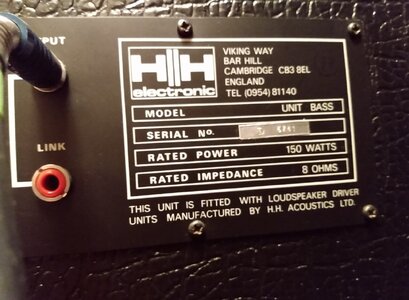 PUT
LINK
HH
electronic
VIKING WAY
BAR HILL
CAMBRIDGE CB3 8EL
ENGLAND
TEL (0954) 81140
MODEL UNIT BASS
SERIAL No.
RATED POWER 150 WATTS
RATED IMPEDANCE 8 OHMS
THIS UNIT IS FITTED WITH LOUDSPEAKER DRIVER
UNITS MANUFACTURED BY H.H. ACOUSTICS LTD.